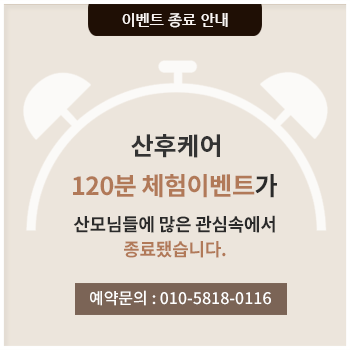 이벤트 종료 안내
산후케어
120분 체험이벤트가
산모님들에 많은 관심속에서
종료됐습니다.
예약문의 : 010-5818-0116